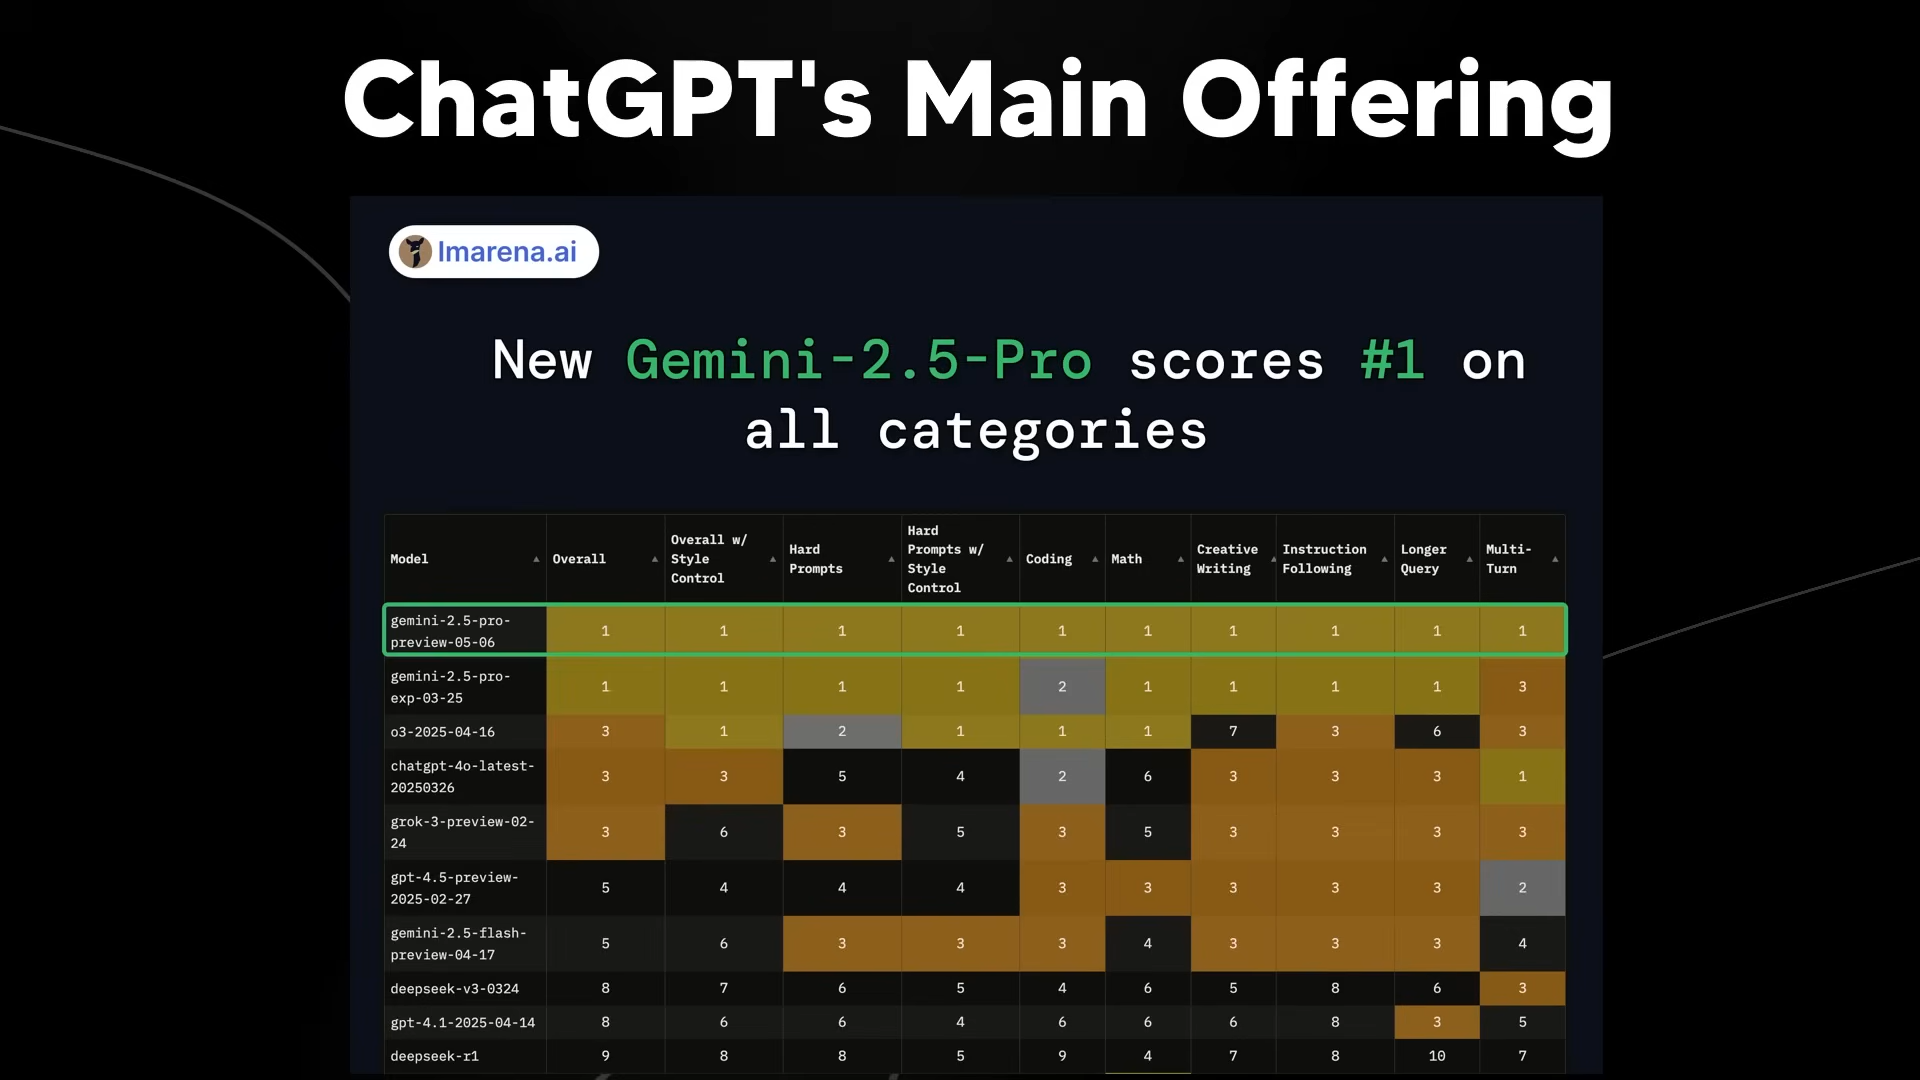 ChatGPT's Main Offering
lmarena.ai
New Gemini-2.5-Pro scores #1 on
all categories
Model Overall Overall w/ Style Control Hard Prompts Hard Prompts w/ Style Control Coding Math Creative Writing Instruction Following Longer Query Multi-Turn
gemini-2.5-pro-preview-05-06 1 1 1 1 1 1 1 1 1 1
gemini-2.5-pro-exp-03-25 1 1 1 1 2 1 1 1 1 3
o3-2025-04-16 3 1 2 1 1 1 7 3 6 3
chatgpt-4o-latest-20250326 3 3 5 4 2 6 3 3 3 1
grok-3-preview-02-24 3 6 3 5 3 5 3 3 3 3
gpt-4.5-preview-2025-02-27 5 4 4 4 3 3 3 3 3 2
gemini-2.5-flash-preview-04-17 5 6 3 3 3 4 3 3 3 4
deepseek-v3-0324 8 7 6 5 4 6 5 8 6 3
gpt-4.1-2025-04-14 8 6 6 4 6 6 6 8 3 5
deepseek-r1 9 8 8 5 9 4 7 8 10 7